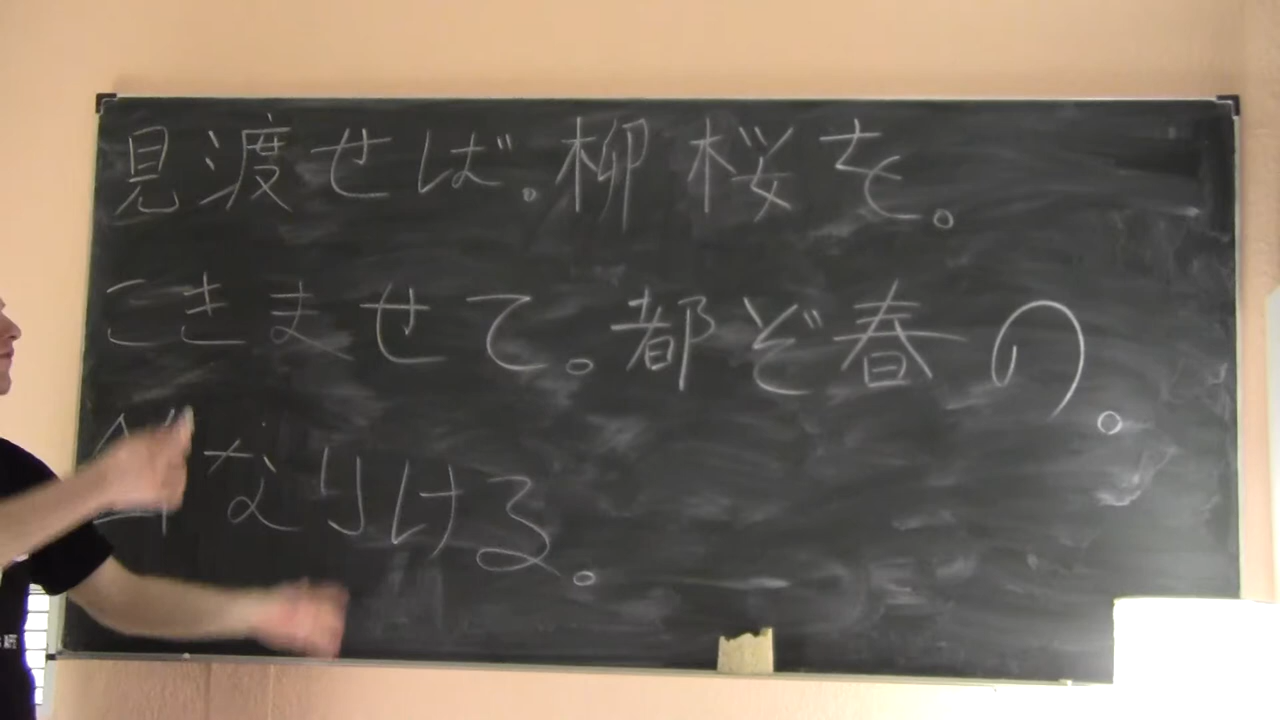 見渡せば。柳桜を。
こきませて。都ぞ春の。
なりける。